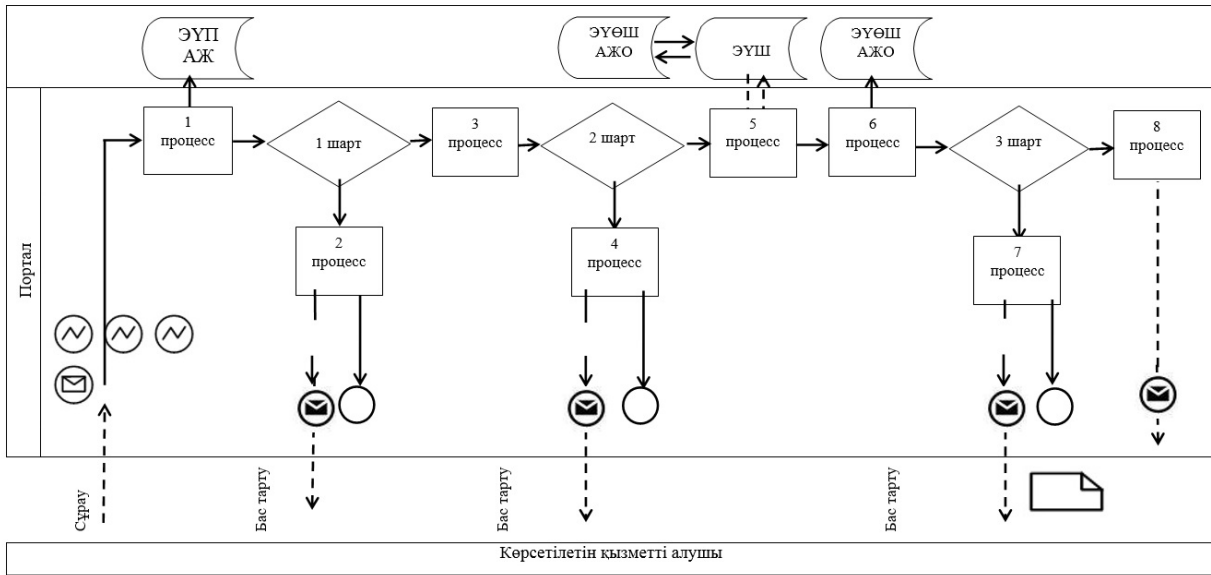 ЭҮП
АЖ
ЭҮӨШ
АЖО
ЭҮШ
ЭҮӨШ
АЖО
Портал
1
процесс
1 шарт
3
процесс
2 шарт
5
процесс
6
процесс
3 шарт
8
процесс
2
процесс
4
процесс
7
процесс
Сұрау
Бас тарту
Бас тарту
Бас тарту
Көрсетілетін қызметті алушы